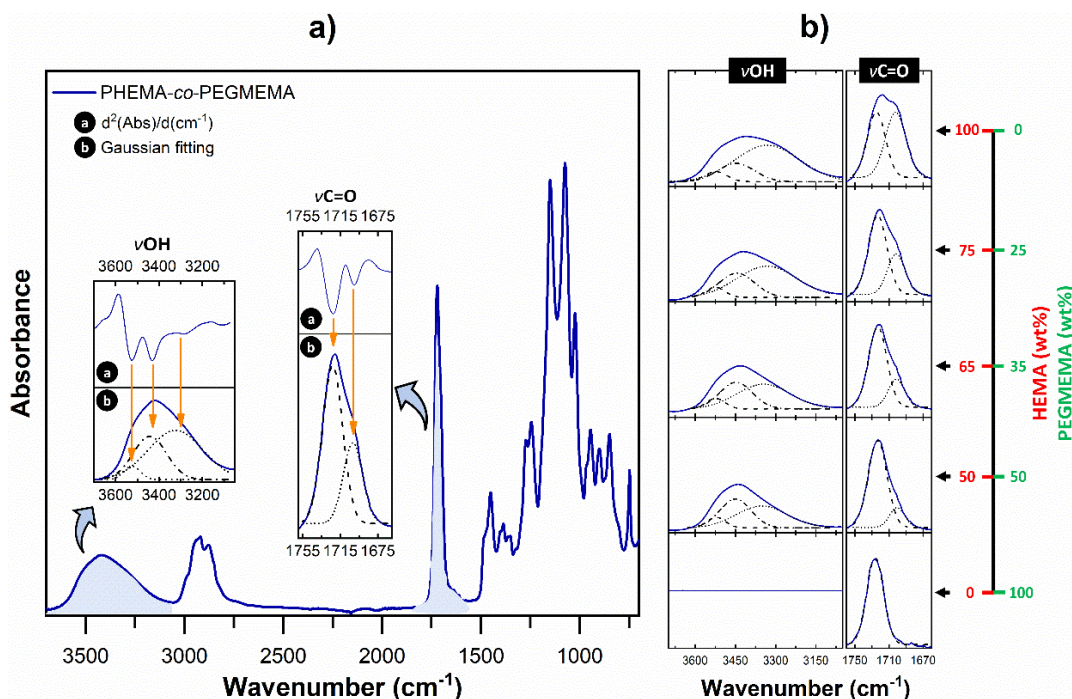 a)
PHEMA-co-PEGMEMA
a d²(Abs)/d(cm⁻¹)
b Gaussian fitting
νOH
3600 3400 3200
a
b
3600 3400 3200
νC=O
1755 1715 1675
a
b
1755 1715 1675
Absorbance
3500 3000 2500 2000 1500 1000
Wavenumber (cm⁻¹)
b)
νOH νC=O
100 0
75 25
65 35
50 50
0 100
HEMA (wt%)
PEGMEMA (wt%)
3600 3450 3300 3150 1750 1710 1670
Wavenumber (cm⁻¹)